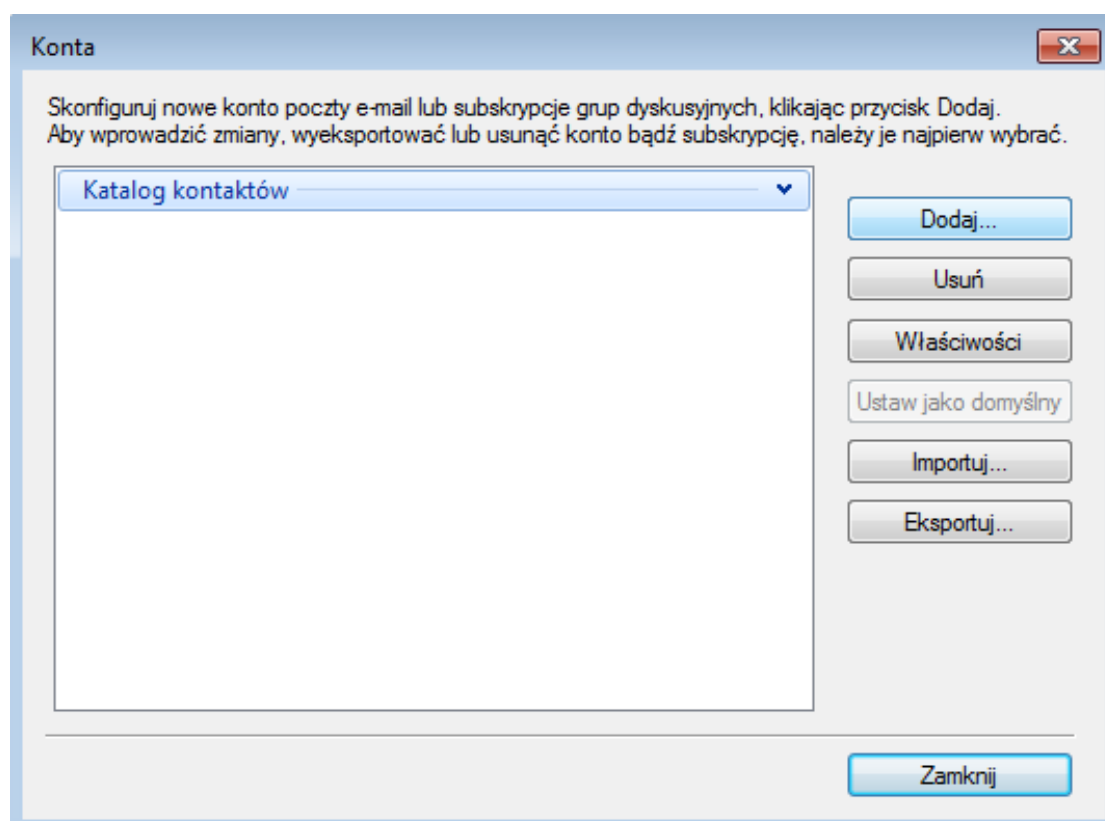 Konta
Skonfiguruj nowe konto poczty e-mail lub subskrypcje grup dyskusyjnych, klikając przycisk Dodaj.
Aby wprowadzić zmiany, wyeksportować lub usunąć konto bądź subskrypcję, należy je najpierw wybrać.
Katalog kontaktów
Dodaj...
Usuń
Właściwości
Ustaw jako domyślny
Importuj...
Eksportuj...
Zamknij